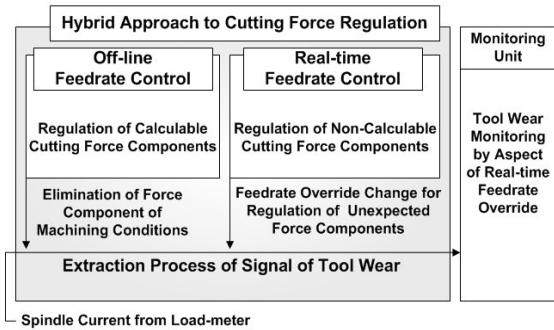 Hybrid Approach to Cutting Force Regulation
Off-line
Feedrate Control
Regulation of Calculable
Cutting Force Components
Elimination of Force
Component of
Machining Conditions
Real-time
Feedrate Control
Regulation of Non-Calculable
Cutting Force Components
Feedrate Override Change for
Regulation of Unexpected
Force Components
Extraction Process of Signal of Tool Wear
Spindle Current from Load-meter
Monitoring
Unit
Tool Wear
Monitoring
by Aspect
of Real-time
Feedrate
Override